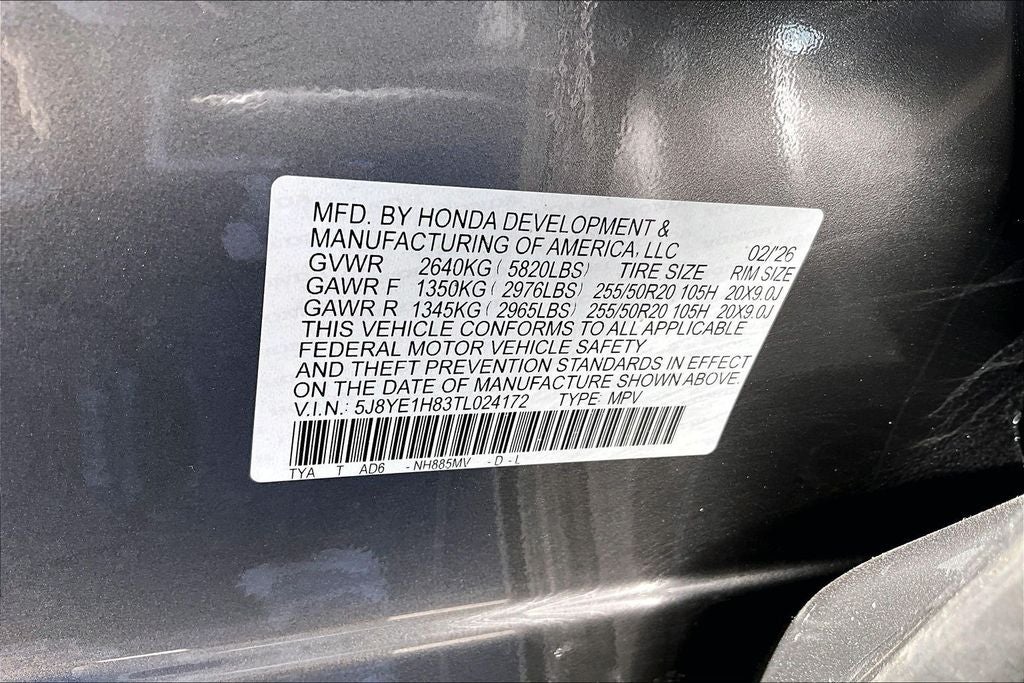 MFD. BY HONDA DEVELOPMENT &
MANUFACTURING OF AMERICA, LLC 02/'26
GVWR 2640KG ( 5820LBS) TIRE SIZE RIM SIZE
GAWR F 1350KG ( 2976LBS) 255/50R20 105H 20X9.0J
GAWR R 1345KG ( 2965LBS) 255/50R20 105H 20X9.0J
THIS VEHICLE CONFORMS TO ALL APPLICABLE
FEDERAL MOTOR VEHICLE SAFETY
AND THEFT PREVENTION STANDARDS IN EFFECT
ON THE DATE OF MANUFACTURE SHOWN ABOVE.
V.I.N.: 5J8YE1H83TL024172 TYPE: MPV
TYA T AD6 - NH885MV - D - L